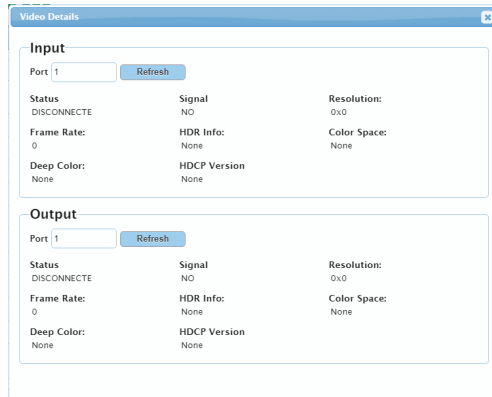 Video Details
Input
Port 1 Refresh
Status Signal Resolution:
DISCONNECTE NO 0x0
Frame Rate: HDR Info: Color Space:
0 None None
Deep Color: HDCP Version
None None
Output
Port 1 Refresh
Status Signal Resolution:
DISCONNECTE NO 0x0
Frame Rate: HDR Info: Color Space:
0 None None
Deep Color: HDCP Version
None None